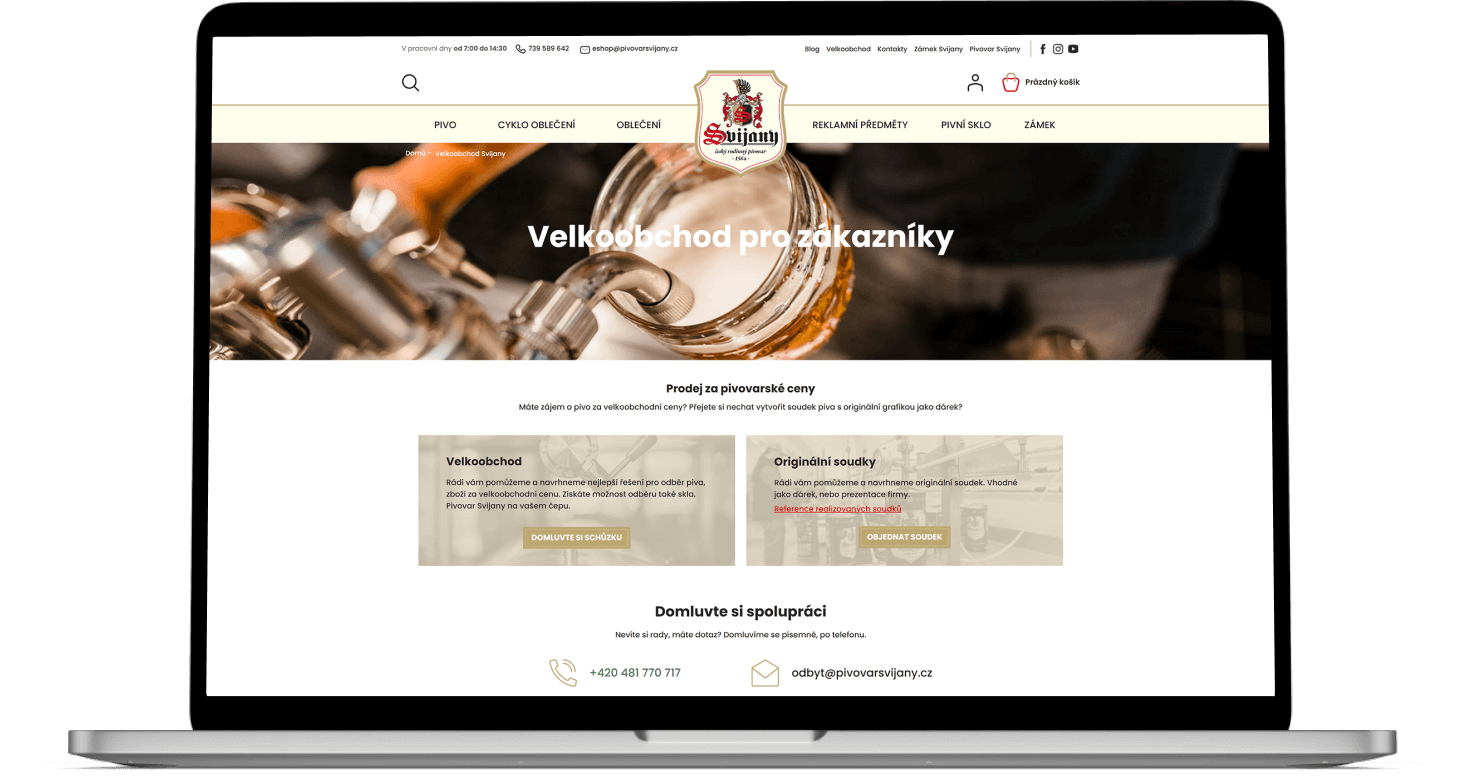 V pracovní dny od 7:00 do 14:30 739 589 642 eshop@pivovarsvijany.cz
Blog Velkoobchod Kontakty Zámek Svijany Pivovar Svijany
Prázdný košík
PIVO CYKLO OBLEČENÍ OBLEČENÍ
Svijany
český rodinný pivovar
· 1564 ·
REKLAMNÍ PŘEDMĚTY PIVNÍ SKLO ZÁMEK
Domů - Velkoobchod Svijany
Velkoobchod pro zákazníky
Prodej za pivovarské ceny
Máte zájem o pivo za velkoobchodní ceny? Přejete si nechat vytvořit soudek piva s originální grafikou jako dárek?
Velkoobchod
Rádi vám pomůžeme a navrhneme nejlepší řešení pro odběr piva,
zboží za velkoobchodní cenu. Získáte možnost odběru také skla.
Pivovar Svijany na vašem čepu.
DOMLUVTE SI SCHŮZKU
Originální soudky
Rádi vám pomůžeme a navrhneme originální soudek. Vhodné
jako dárek, nebo prezentace firmy.
Reference realizovaných soudků
OBJEDNAT SOUDEK
Domluvte si spolupráci
Nevíte si rady, máte dotaz? Domluvíme se písemně, po telefonu.
+420 481 770 717
odbyt@pivovarsvijany.cz